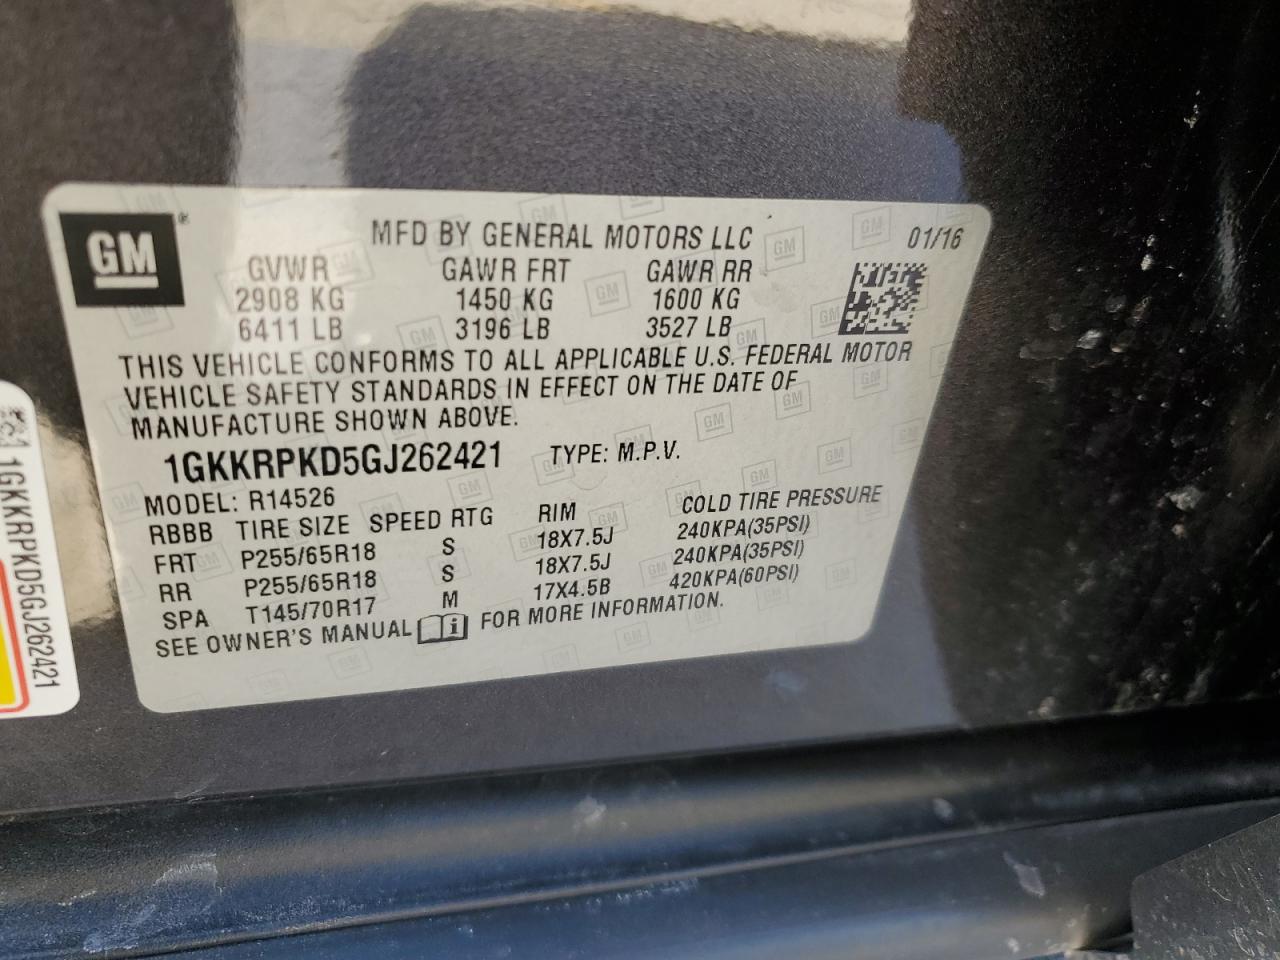 GM ®
MFD BY GENERAL MOTORS LLC 01/16
GVWR GAWR FRT GAWR RR
2908 KG 1450 KG 1600 KG
6411 LB 3196 LB 3527 LB
THIS VEHICLE CONFORMS TO ALL APPLICABLE U.S. FEDERAL MOTOR
VEHICLE SAFETY STANDARDS IN EFFECT ON THE DATE OF
MANUFACTURE SHOWN ABOVE.
1GKKRPKD5GJ262421 TYPE: M.P.V.
MODEL: R14526
RBBB TIRE SIZE SPEED RTG RIM COLD TIRE PRESSURE
FRT P255/65R18 S 18X7.5J 240KPA(35PSI)
RR P255/65R18 S 18X7.5J 240KPA(35PSI)
SPA T145/70R17 M 17X4.5B 420KPA(60PSI)
SEE OWNER'S MANUAL i FOR MORE INFORMATION.
1GKKRPKD5GJ262421